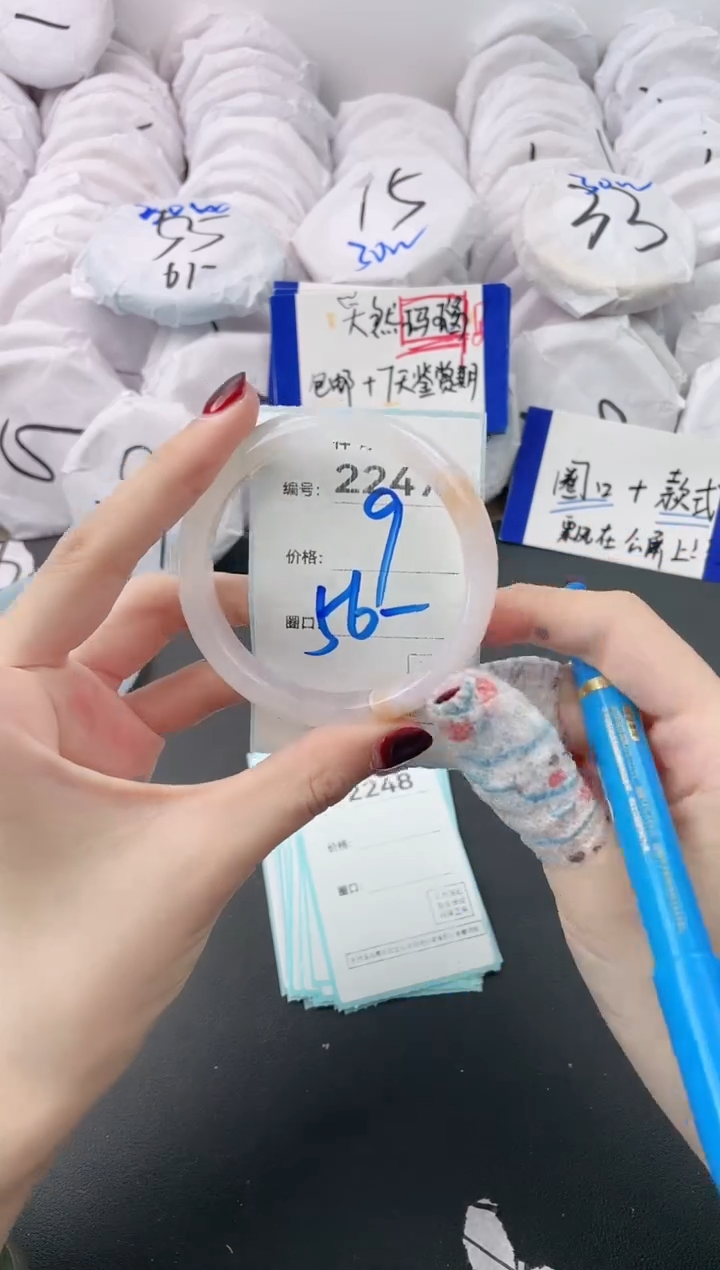 30w
55
61-
15
30w
30w
33
天然玛瑙
包邮+7天鉴赏期
圈口+款式
飘在公屏上!
15
编号: 2247
价格: 9
圈口: 56-
2248
价格:
圈口: